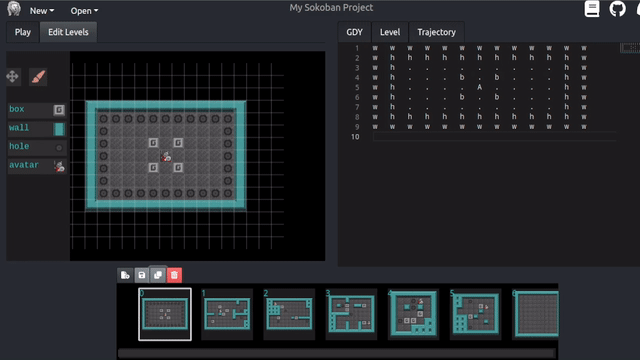 My Sokoban Project
New Open
Play Edit Levels
GDY Level Trajectory
box
wall
hole
avatar
1 w w w w w w w w w w w w w
2 w h h h h h h h h h h h w
3 w h . . . . . . . . . h w
4 w h . . . b . b . . . h w
5 w h . . . . A . . . . h w
6 w h . . . b . b . . . h w
7 w h . . . . . . . . . h w
8 w h h h h h h h h h h h w
9 w w w w w w w w w w w w w
10
0 1 2 3 4 5 6